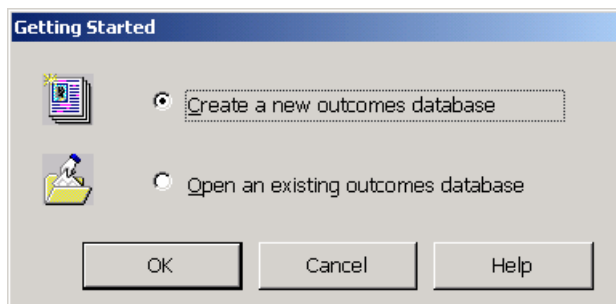 Getting Started
Create a new outcomes database
Open an existing outcomes database
OK Cancel Help